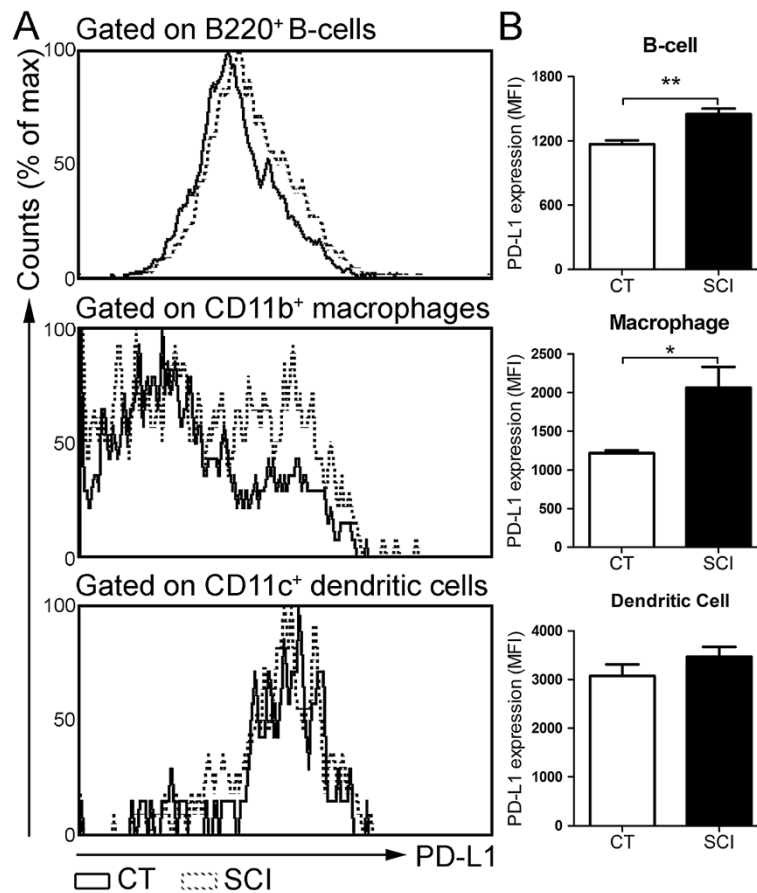 A
Gated on B220+ B-cells
Counts (% of max)
100
50
0
Gated on CD11b+ macrophages
100
50
0
Gated on CD11c+ dendritic cells
100
50
0
PD-L1
CT SCI
B
B-cell
PD-L1 expression (MFI)
1800
1200
600
0
**
CT SCI
Macrophage
PD-L1 expression (MFI)
2500
2000
1500
1000
500
0
*
CT SCI
Dendritic Cell
PD-L1 expression (MFI)
4000
3000
2000
1000
0
CT SCI